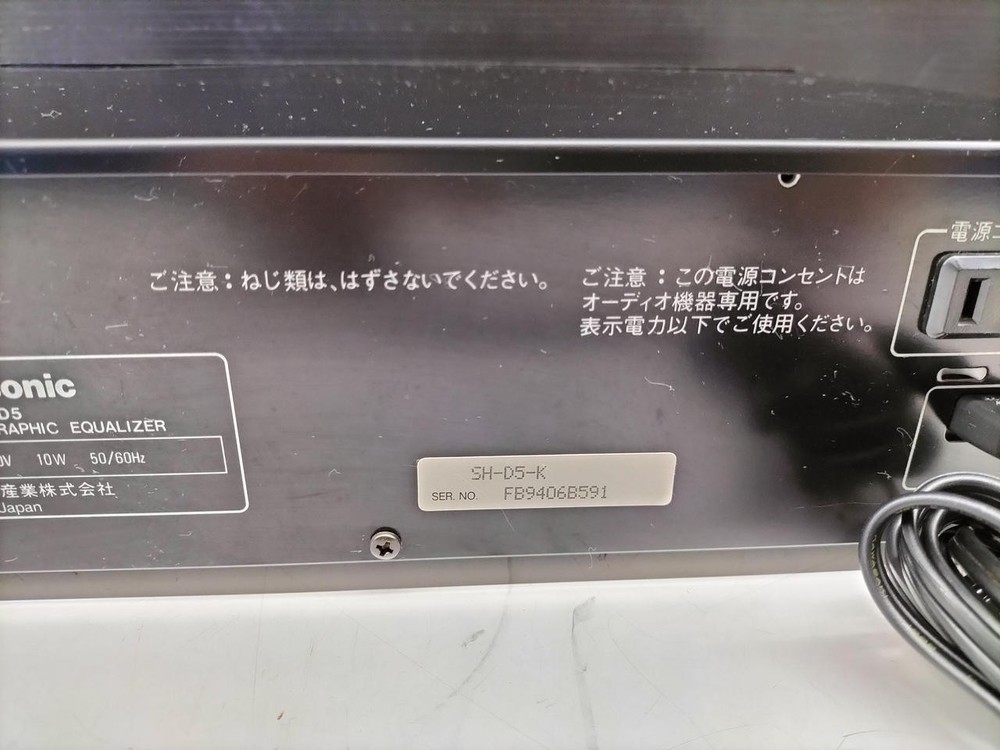 ご注意：ねじ類は、はずさないでください。
ご注意：この電源コンセントは
オーディオ機器専用です。
表示電力以下でご使用ください。
電源コ
sonic
D5
RAPHIC EQUALIZER
0V 10W 50/60Hz
産業株式会社
Japan
SH-D5-K
SER. NO. FB9406B591